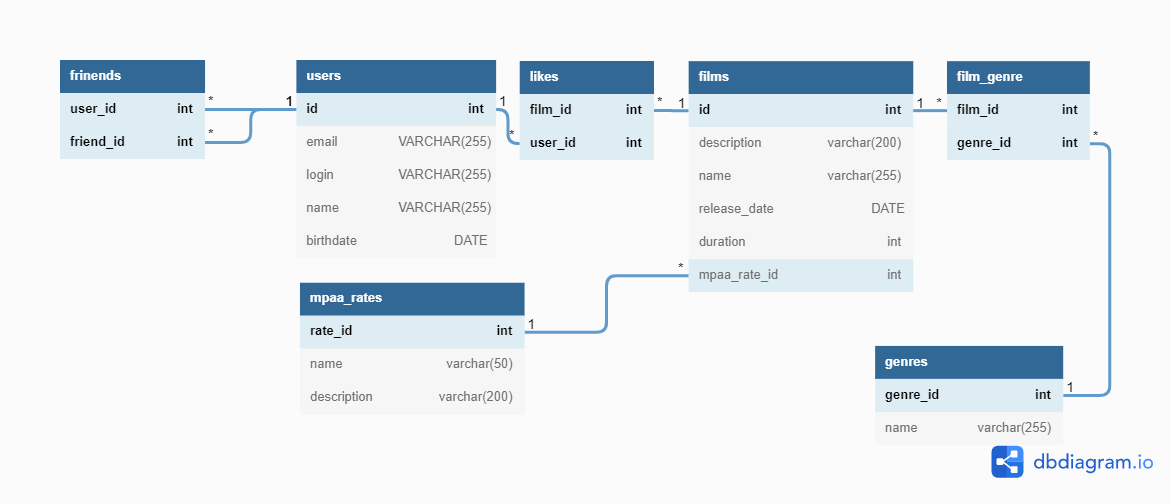 frinends
user_id int
friend_id int
*
*
1
users
id int
email VARCHAR(255)
login VARCHAR(255)
name VARCHAR(255)
birthdate DATE
1
*
likes
film_id int
user_id int
*
1
films
id int
description varchar(200)
name varchar(255)
release_date DATE
duration int
mpaa_rate_id int
1
*
film_genre
film_id int
genre_id int
*
*
mpaa_rates
rate_id int
name varchar(50)
description varchar(200)
1
genres
genre_id int
name varchar(255)
1
dbdiagram.io